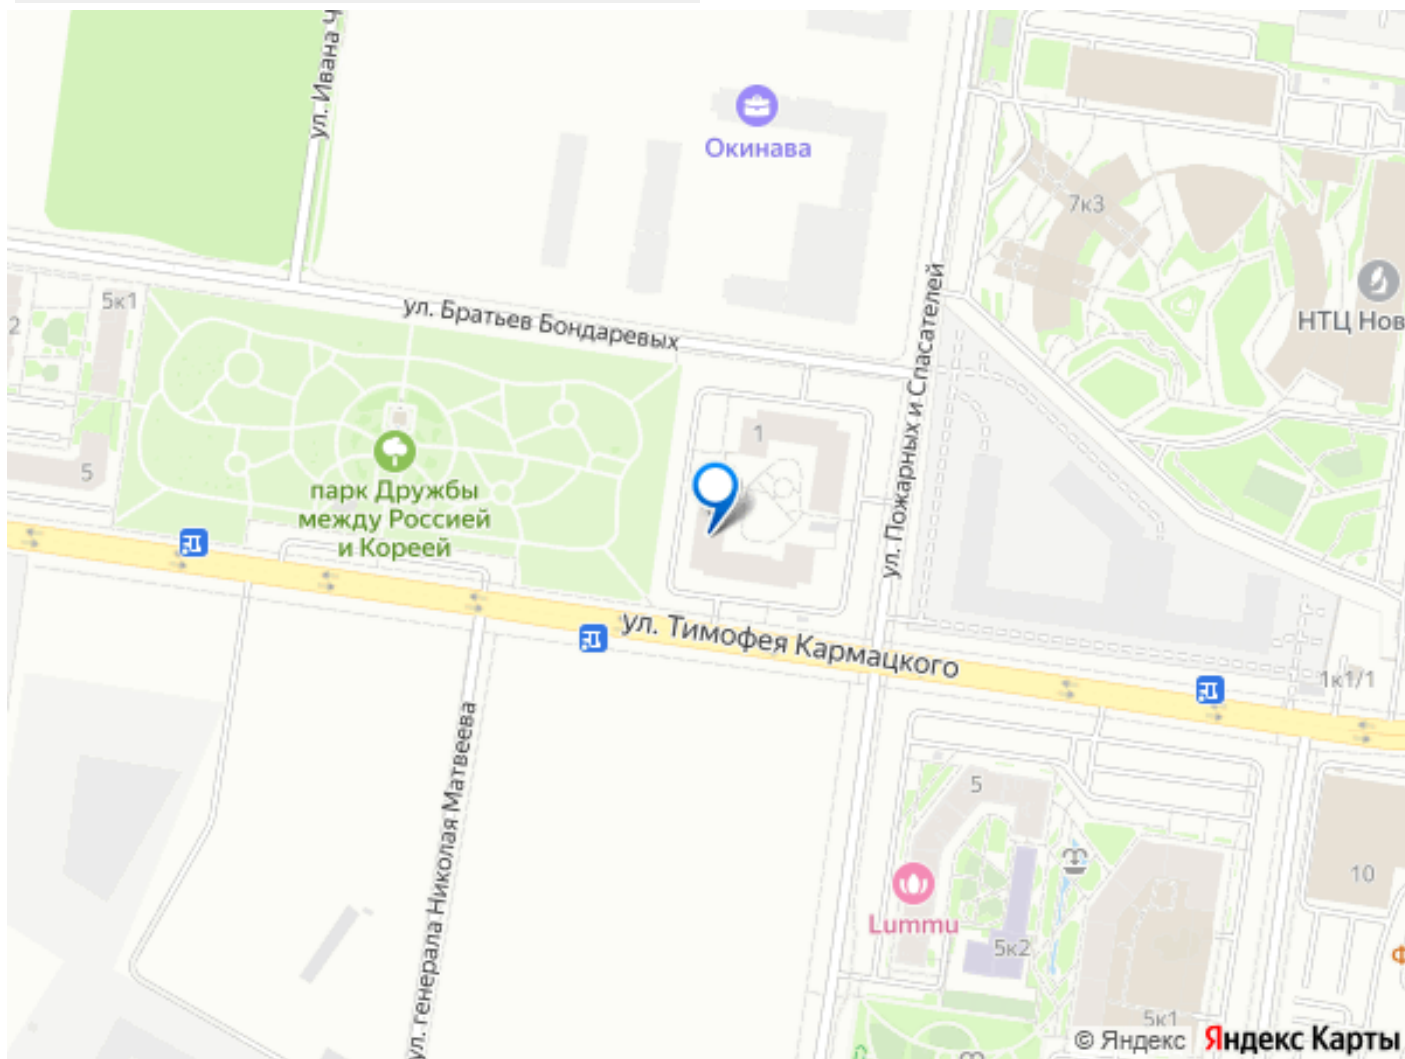 ул. Ивана Ч
Окинава
7к3
НТЦ Нов
5к1
2
ул. Братьев Бондаревых
ул. Пожарных и Спасателей
1
5
парк Дружбы
между Россией
и Кореей
ул. Тимофея Кармацкого
1к1/1
ул. генерала Николая Матвеева
5
10
Lummu
5к2
Ф
5к1
© Яндекс Яндекс Карты